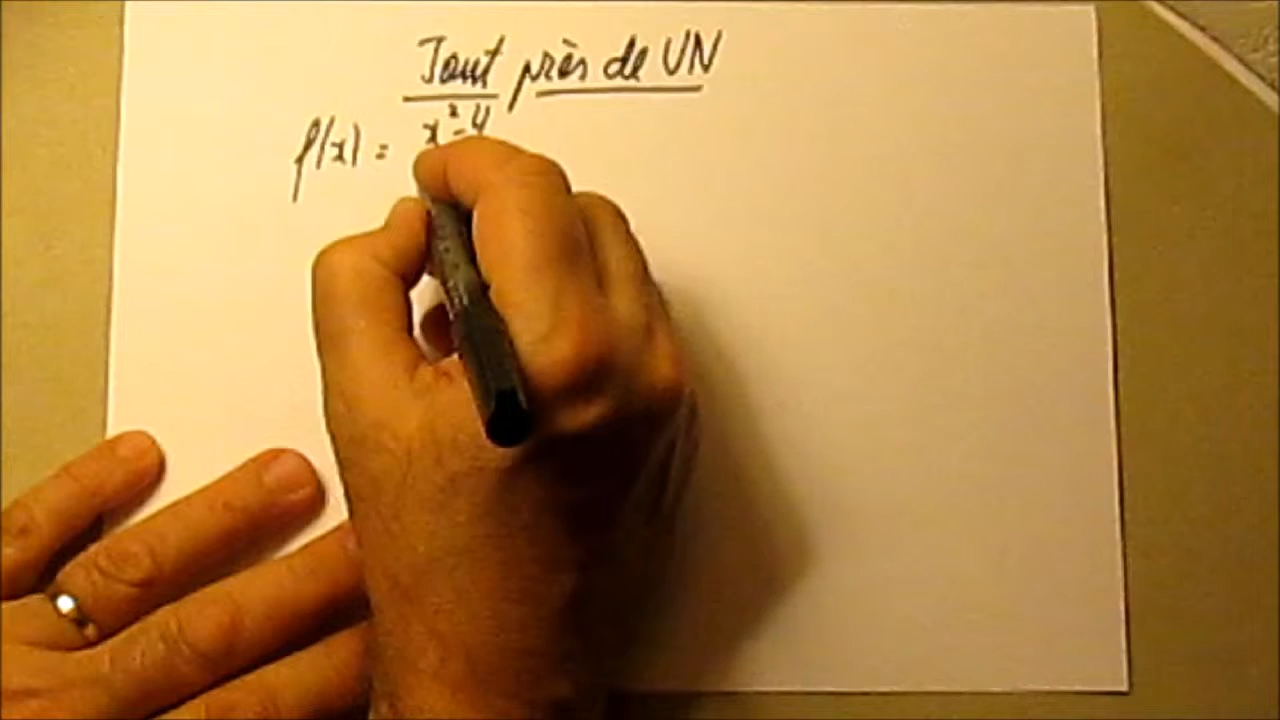 Tout près de UN
f(x) = x²-4